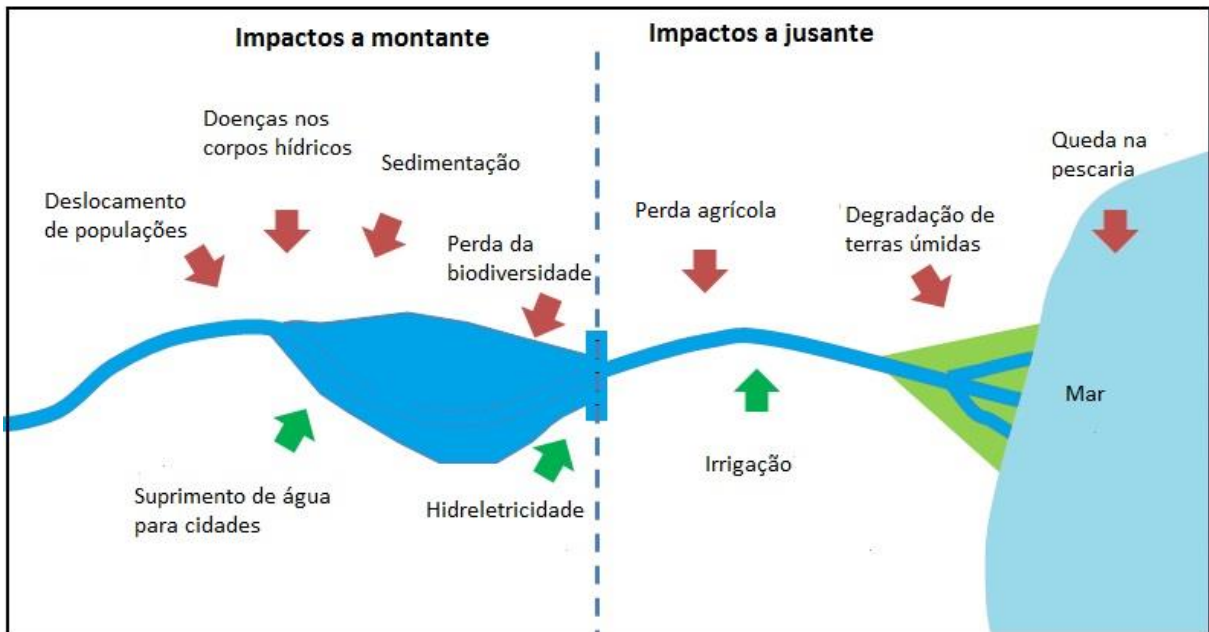 Impactos a montante
Impactos a jusante
Doenças nos
corpos hídricos
Sedimentação
Deslocamento
de populações
Perda da
biodiversidade
Suprimento de água
para cidades
Hidreletricidade
Perda agrícola
Degradação de
terras úmidas
Queda na
pescaria
Irrigação
Mar